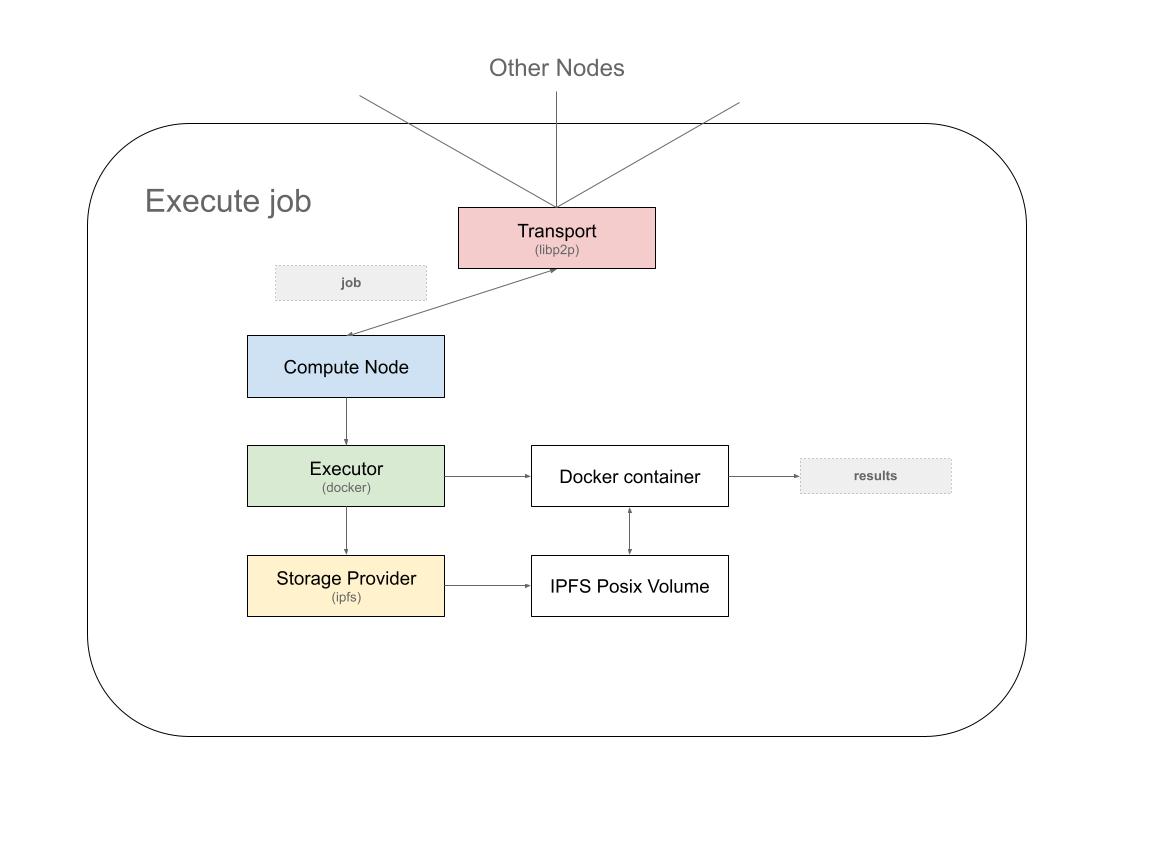 Other Nodes
Execute job
Transport
(libp2p)
job
Compute Node
Executor
(docker)
Docker container
results
Storage Provider
(ipfs)
IPFS Posix Volume